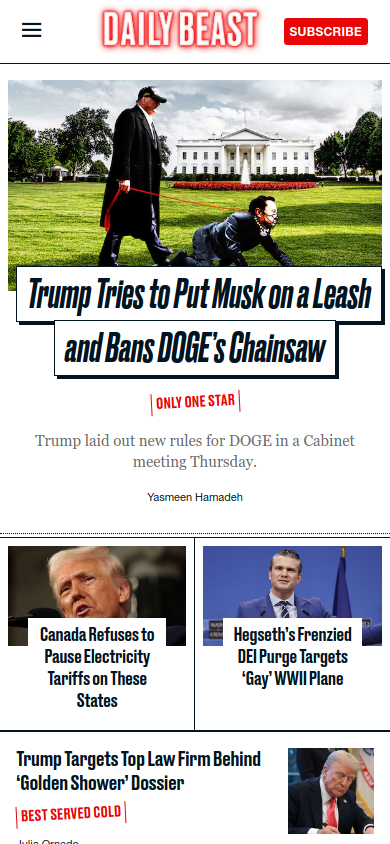 DAILY BEAST
SUBSCRIBE
Trump Tries to Put Musk on a Leash
and Bans DOGE's Chainsaw
ONLY ONE STAR
Trump laid out new rules for DOGE in a Cabinet
meeting Thursday.
Yasmeen Hamadeh
Canada Refuses to
Pause Electricity
Tariffs on These
States
Hegseth's Frenzied
DEI Purge Targets
‘Gay’ WWII Plane
Trump Targets Top Law Firm Behind
‘Golden Shower’ Dossier
BEST SERVED COLD